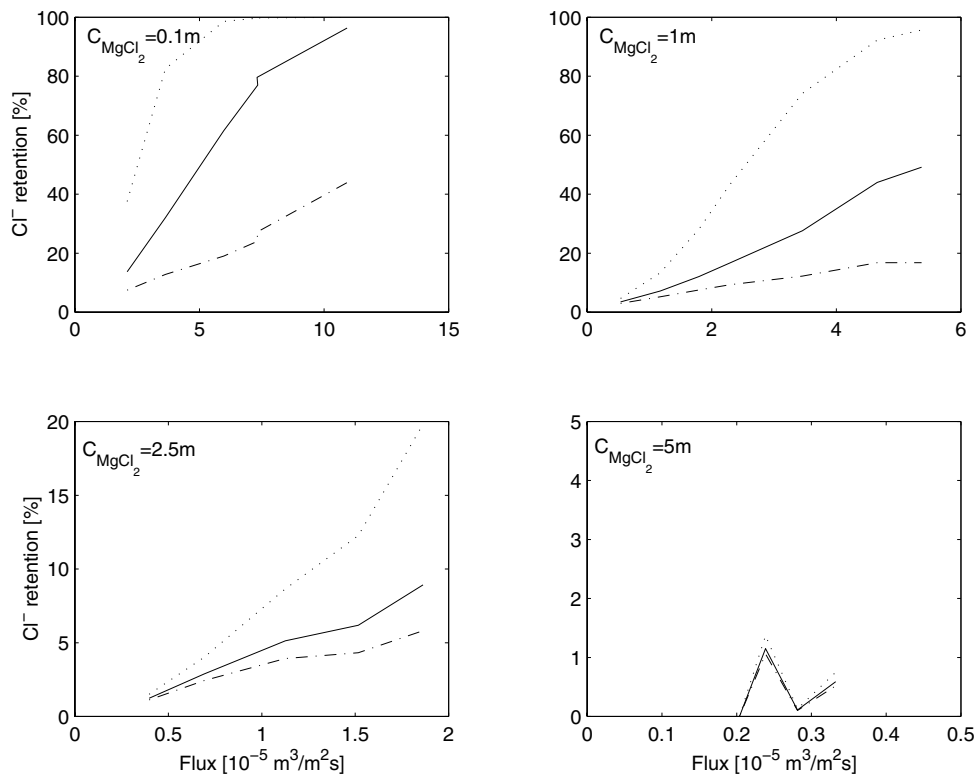 C_MgCl₂=0.1m
Cl⁻ retention [%]
100
80
60
40
20
0
0 5 10 15
C_MgCl₂=1m
100
80
60
40
20
0
0 2 4 6
C_MgCl₂=2.5m
Cl⁻ retention [%]
20
15
10
5
0
0 0.5 1 1.5 2
Flux [10⁻⁵ m³/m²s]
C_MgCl₂=5m
5
4
3
2
1
0
0 0.1 0.2 0.3 0.4 0.5
Flux [10⁻⁵ m³/m²s]